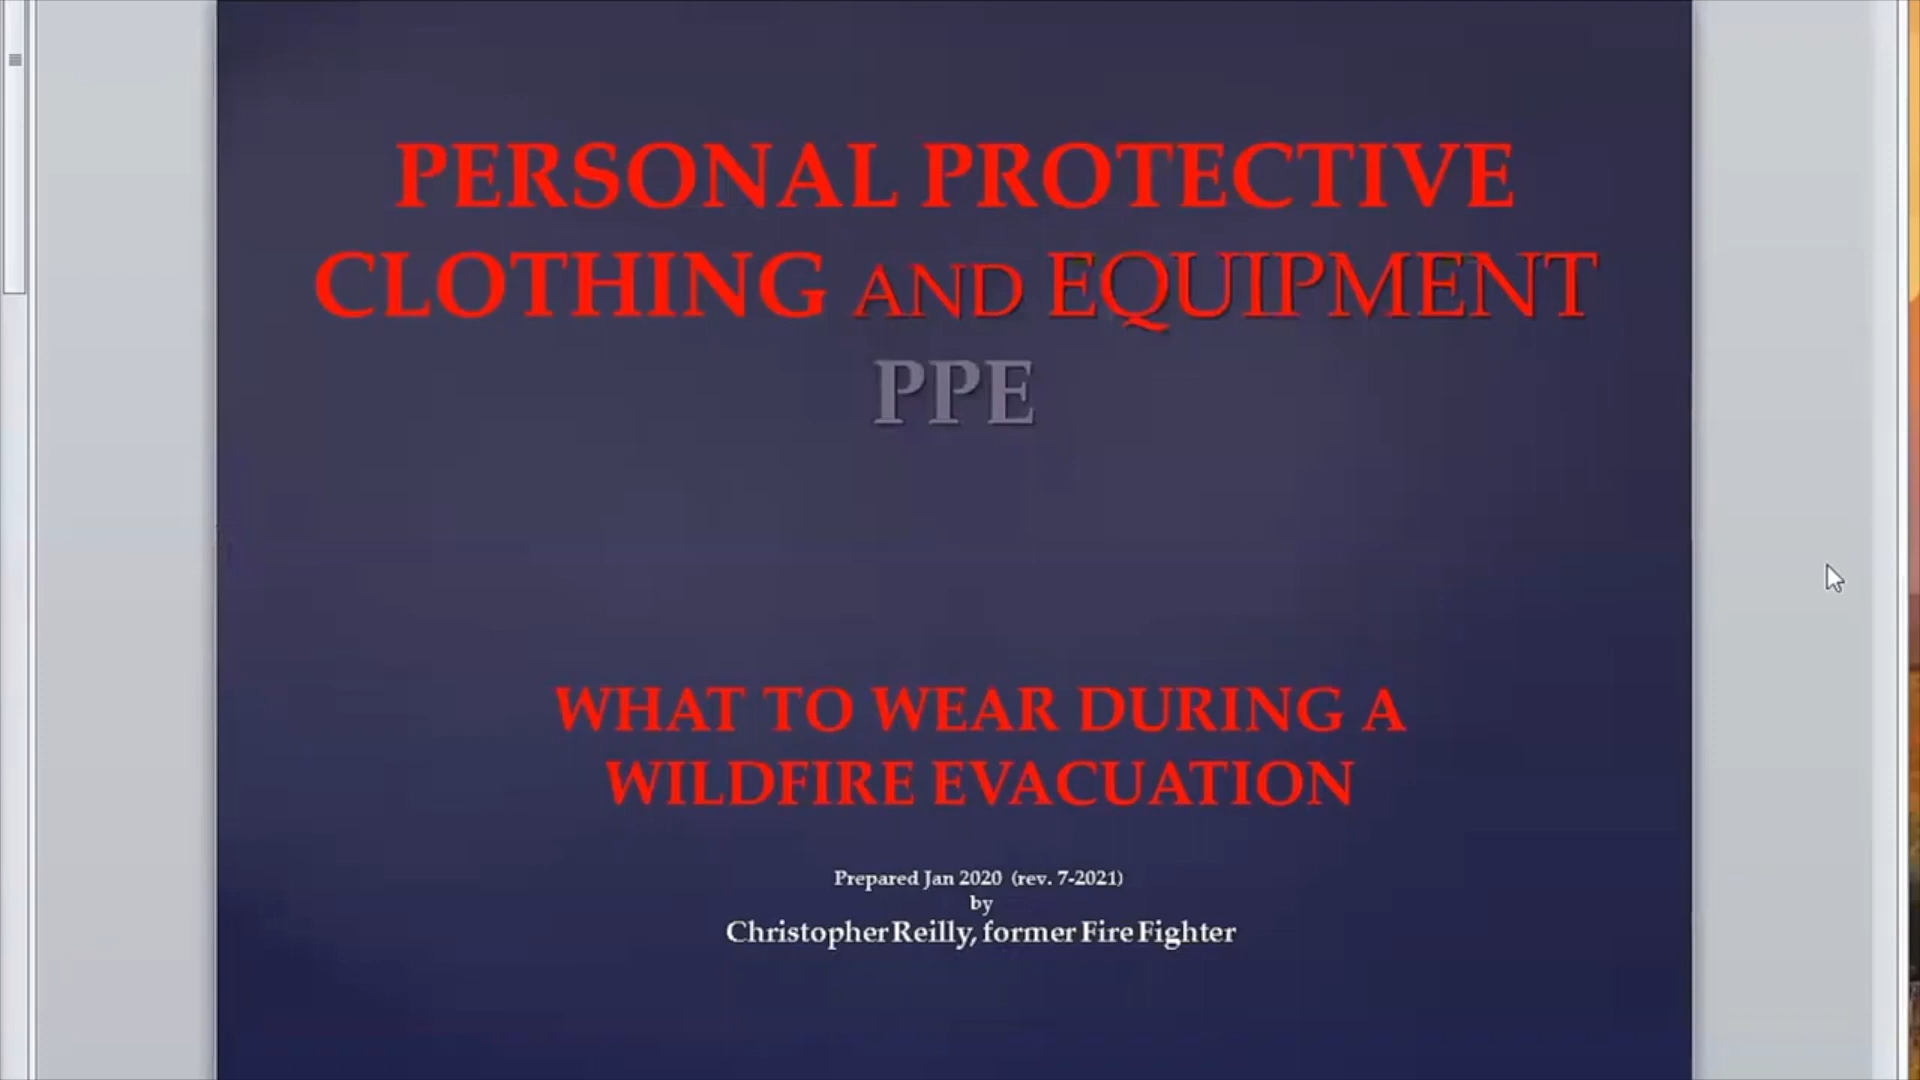 PERSONAL PROTECTIVE
CLOTHING AND EQUIPMENT
PPE
WHAT TO WEAR DURING A
WILDFIRE EVACUATION
Prepared Jan 2020 (rev. 7-2021)
by
Christopher Reilly, former Fire Fighter